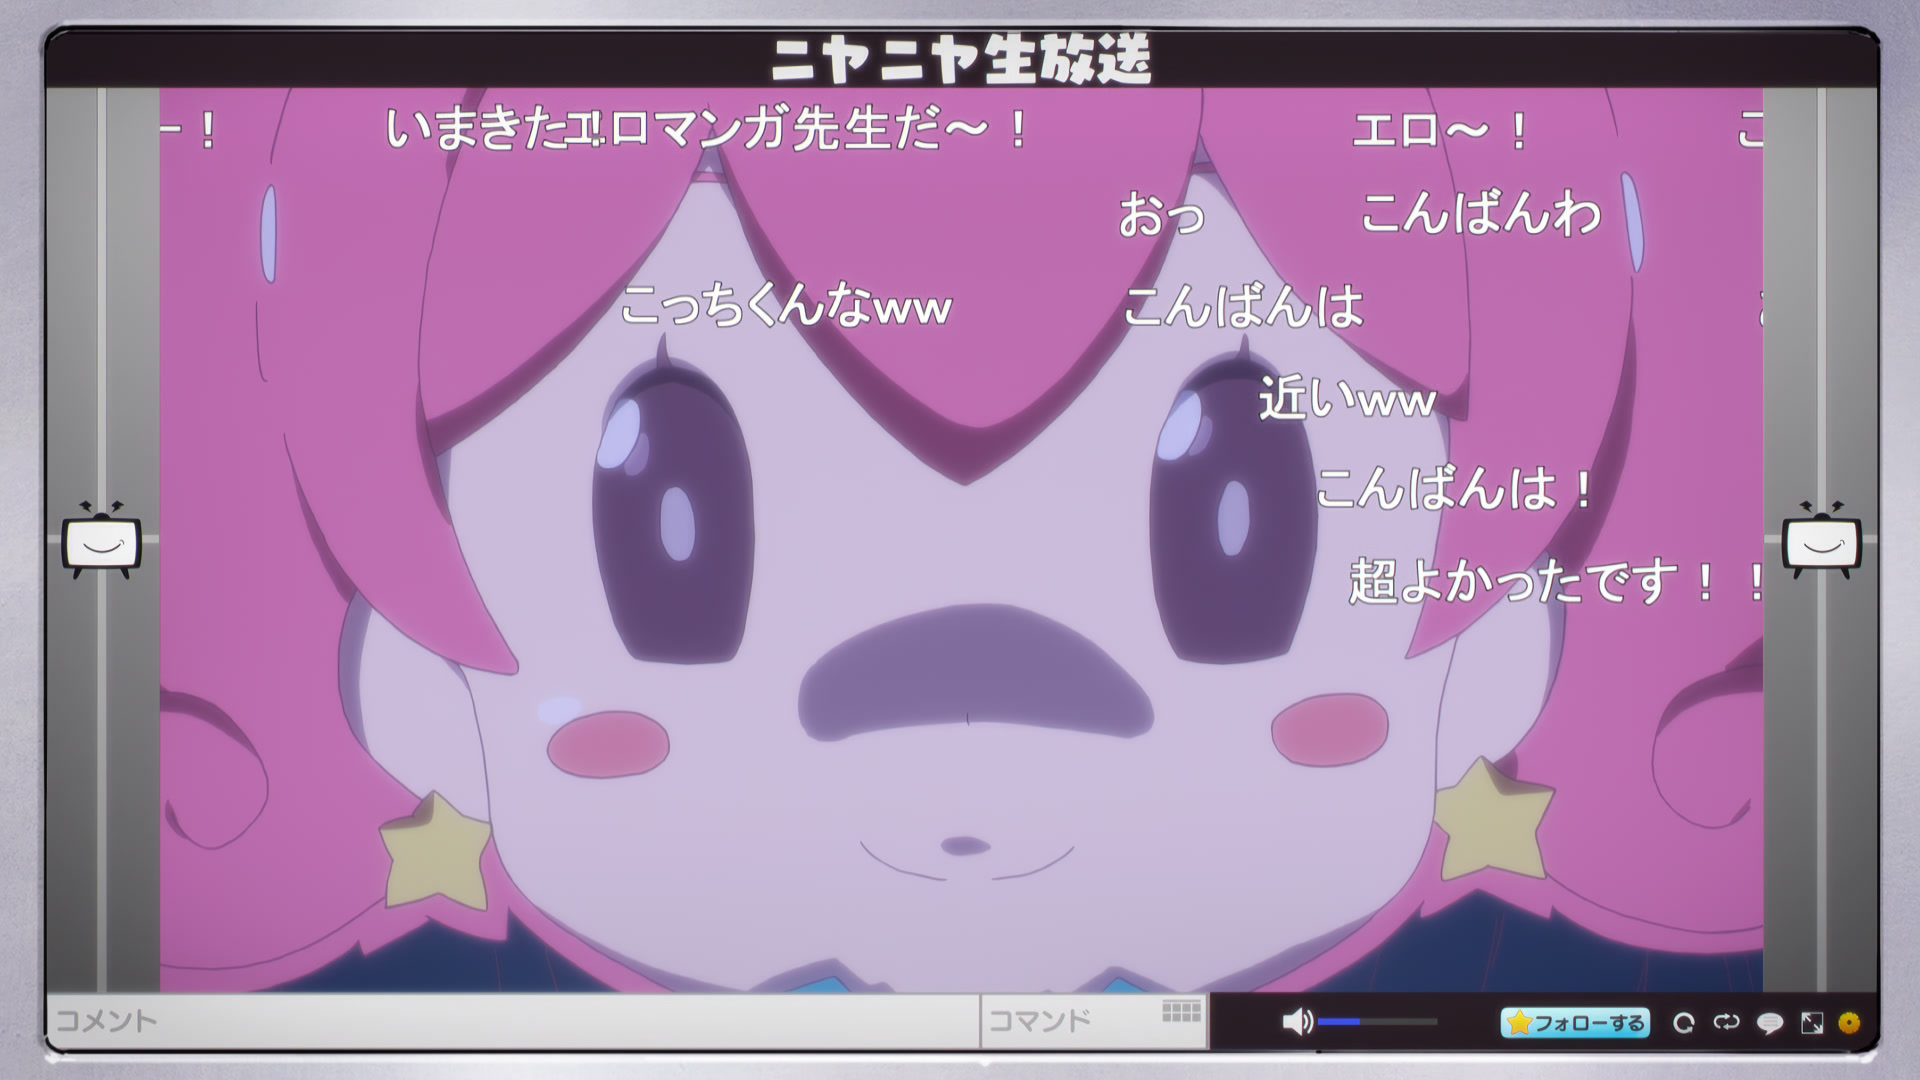 ニヤニヤ生放送
ー！
いまきた！
エロマンガ先生だ～！
エロ～！
おっ
こんばんわ
こっちくんなww
こんばんは
近いww
こんばんは！
超よかったです！！
コメント
コマンド
フォローする